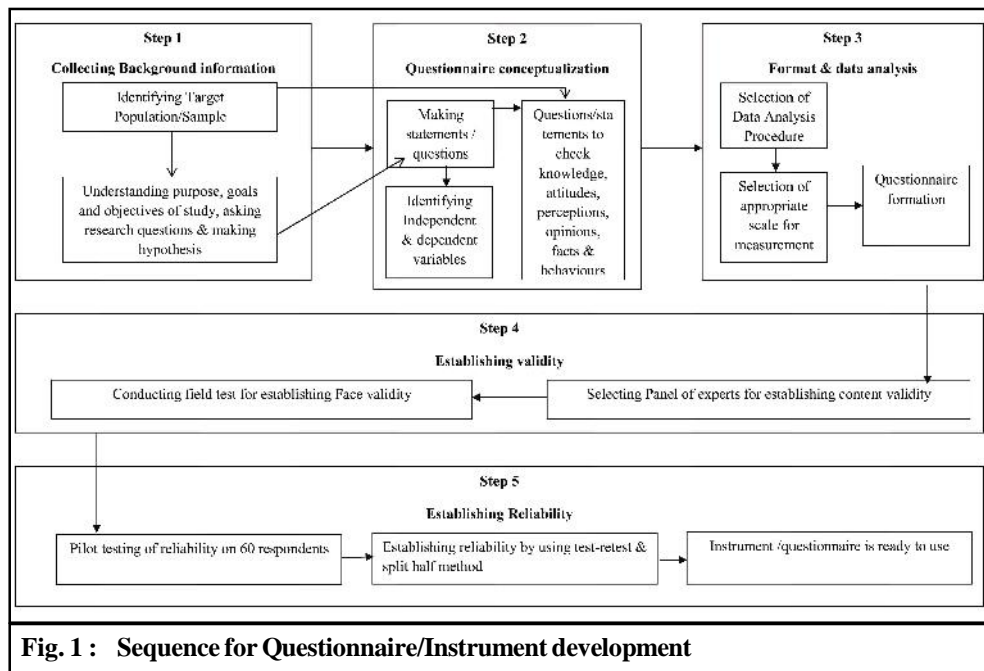 Step 1
Collecting Background information
Identifying Target
Population/Sample
Understanding purpose, goals
and objectives of study, asking
research questions & making
hypothesis
Step 2
Questionnaire conceptualization
Making
statements /
questions
Identifying
Independent
& dependent
variables
Questions/sta
tements to
check
knowledge,
attitudes,
perceptions,
opinions,
facts &
behaviours
Step 3
Format & data analysis
Selection of
Data Analysis
Procedure
Selection of
appropriate
scale for
measurement
Questionnaire
formation
Step 4
Establishing validity
Conducting field test for establishing Face validity
Selecting Panel of experts for establishing content validity
Step 5
Establishing Reliability
Pilot testing of reliability on 60 respondents
Establishing reliability by using test-retest &
split half method
Instrument /questionnaire is ready to use
Fig. 1 : Sequence for Questionnaire/Instrument development